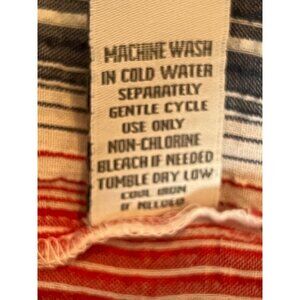 MACHINE WASH
IN COLD WATER
SEPARATELY
GENTLE CYCLE
USE ONLY
NON-CHLORINE
BLEACH IF NEEDED
TUMBLE DRY LOW
COOL IRON
IF NEEDED